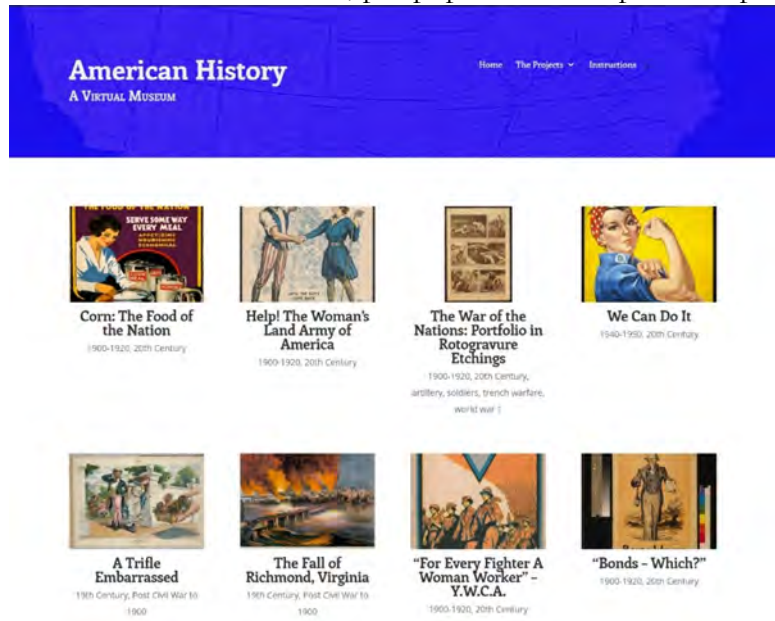 American History
A Virtual Museum
Home The Projects Instructions
THE FOOD OF THE NATION
SERVE SOME WAY
EVERY MEAL
APPETIZING
NOURISHING
ECONOMICAL
Corn: The Food of
the Nation
1900-1920, 20th Century
Help! The Woman's
Land Army of
America
1900-1920, 20th Century
The War of the
Nations: Portfolio in
Rotogravure
Etchings
1900-1920, 20th Century,
artillery, soldiers, trench warfare,
world war I
We Can Do It
1940-1950, 20th Century
A Trifle
Embarrassed
19th Century, Post Civil War to
1900
The Fall of
Richmond, Virginia
19th Century, Post Civil War to
1900
“For Every Fighter A
Woman Worker” –
Y.W.C.A.
1900-1920, 20th Century
“Bonds – Which?”
1900-1920, 20th Century